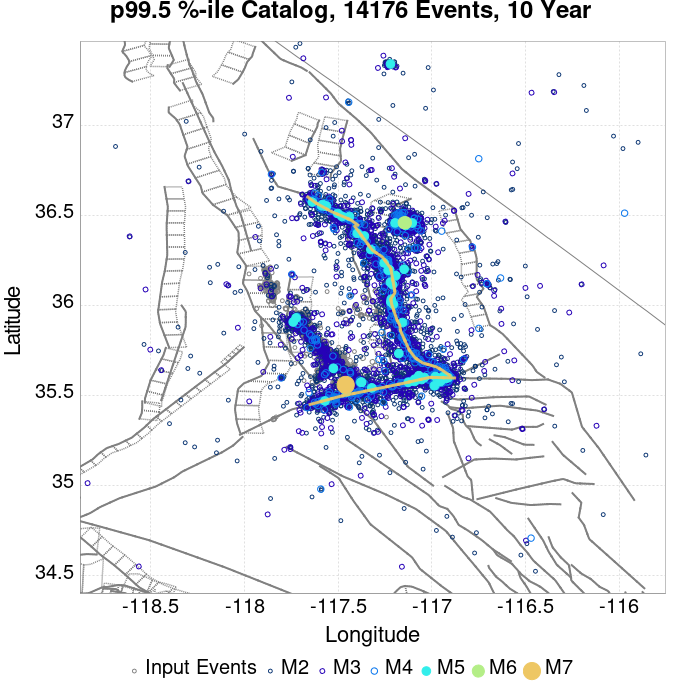 p99.5 %-ile Catalog, 14176 Events, 10 Year
Latitude
37
36.5
36
35.5
35
34.5
-118.5 -118 -117.5 -117 -116.5 -116
Longitude
Input Events M2 M3 M4 M5 M6 M7